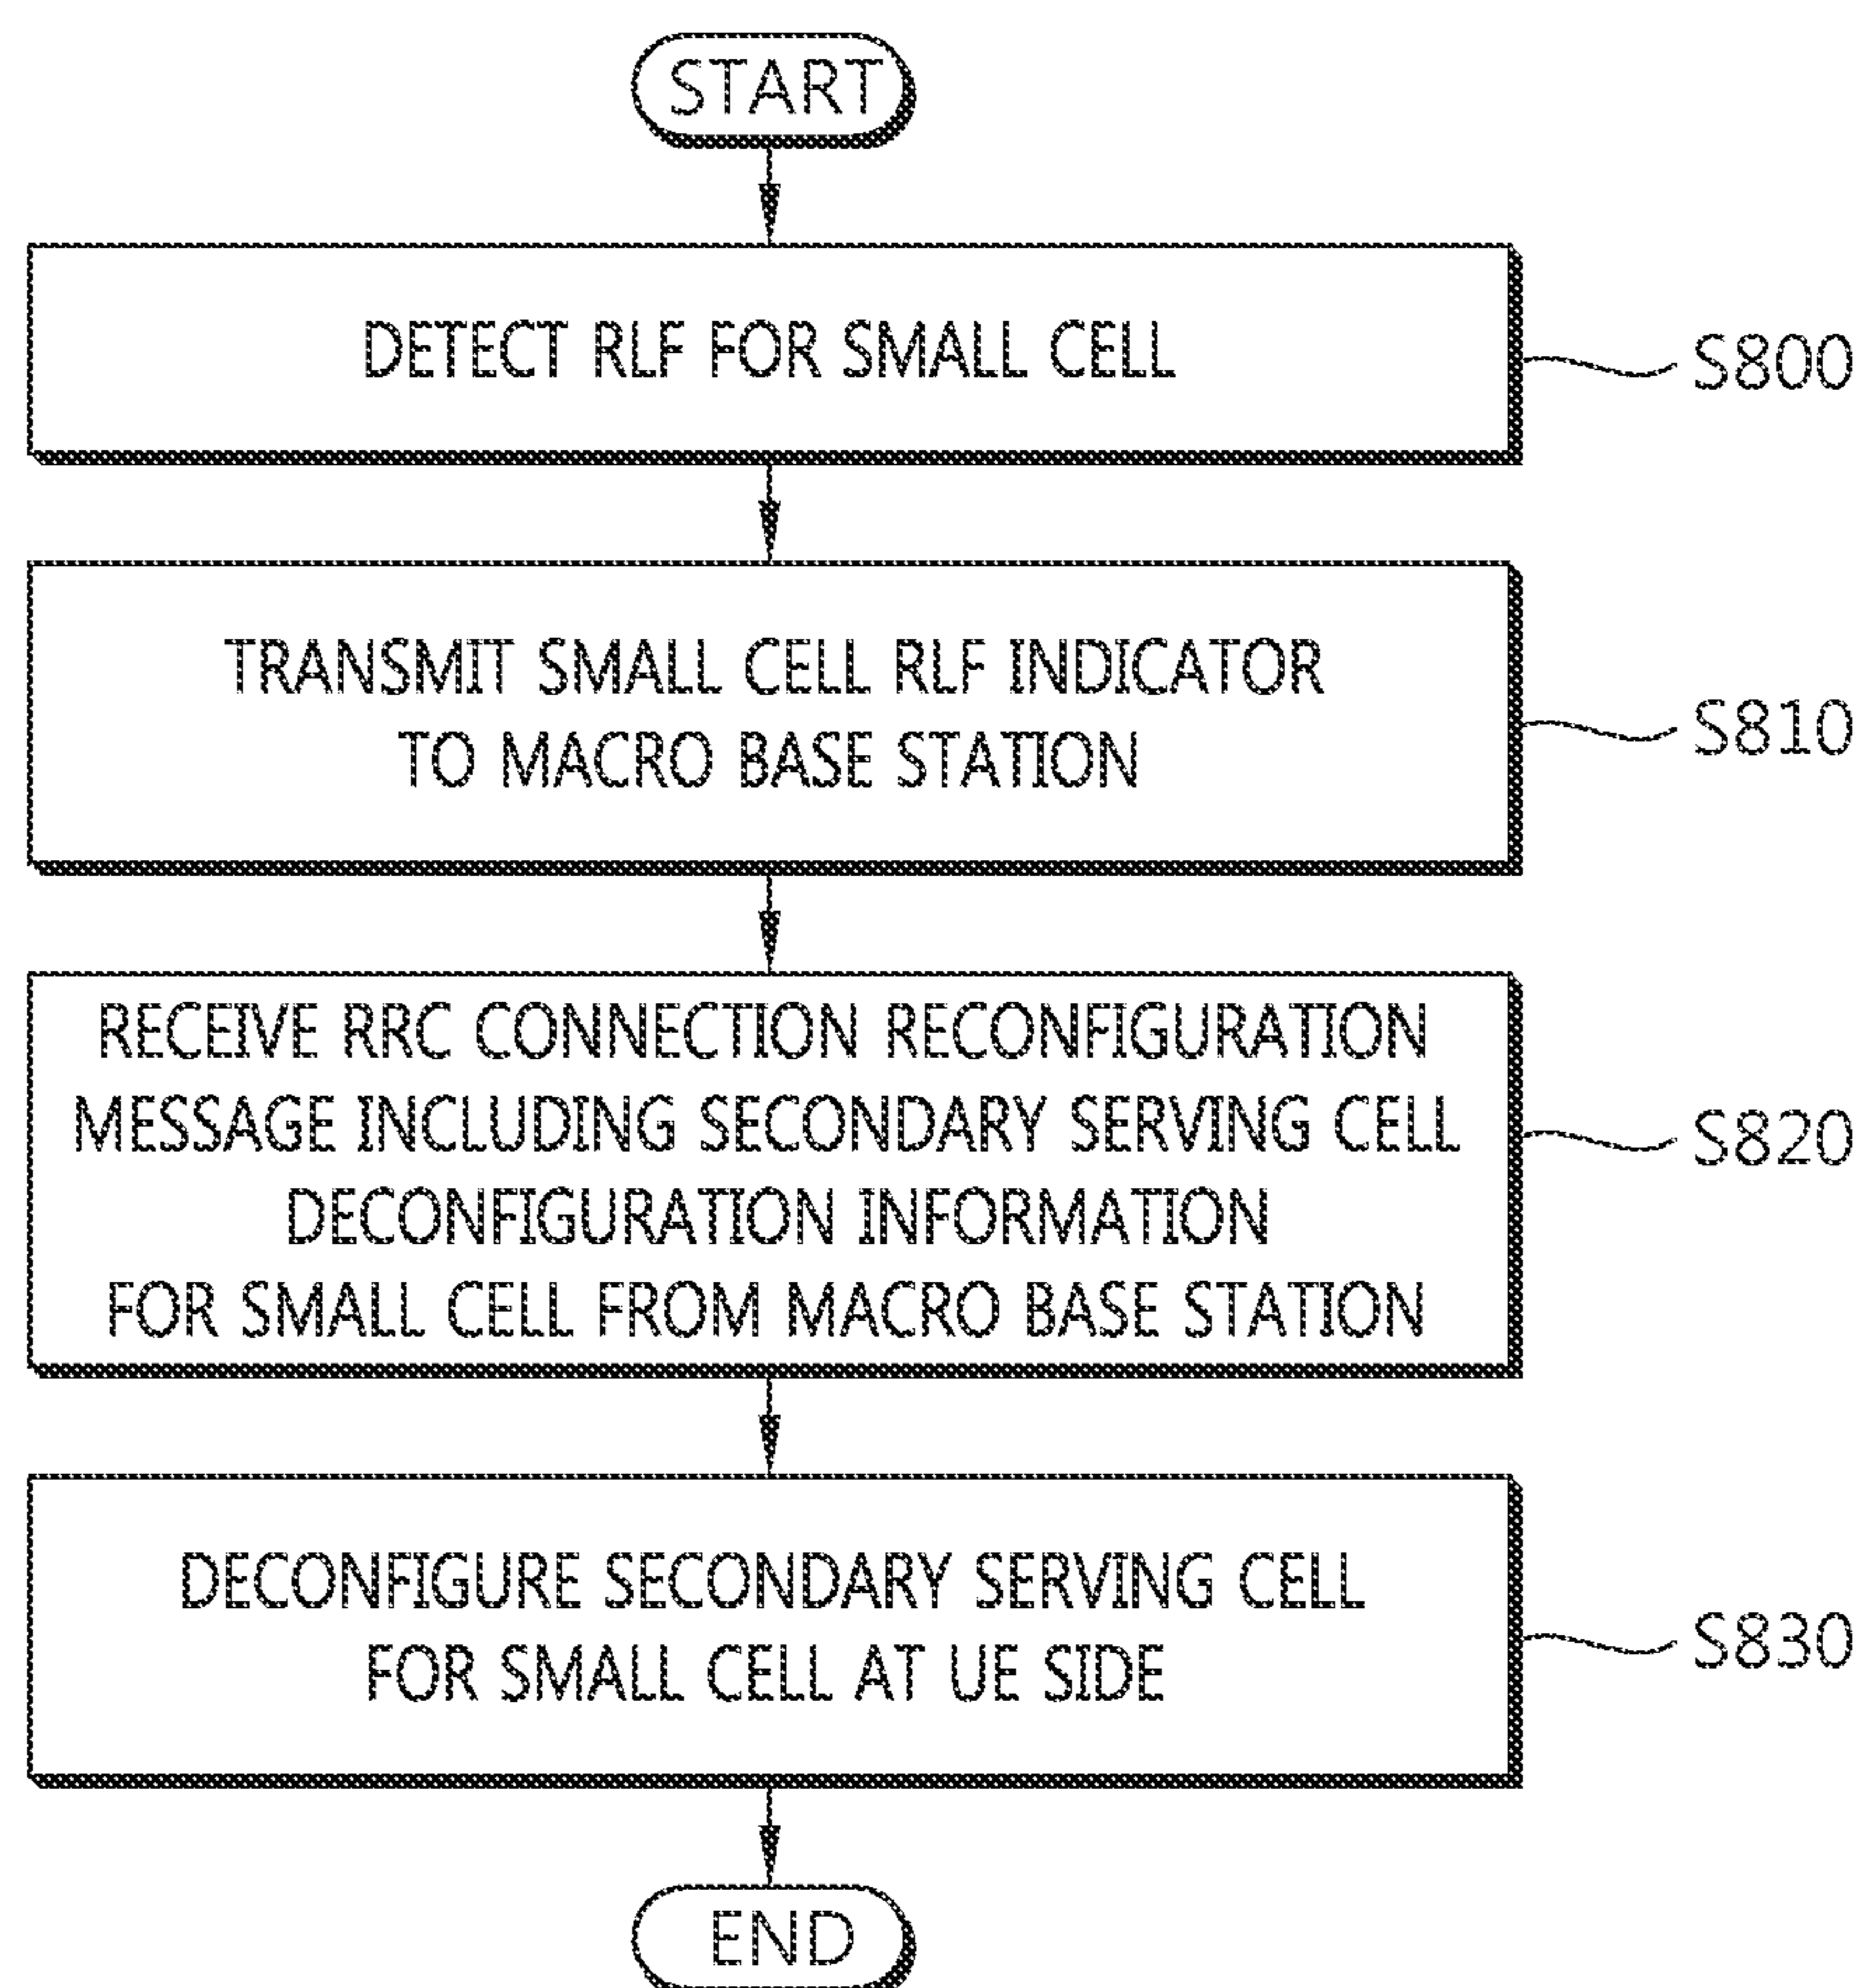 START
DETECT RLF FOR SMALL CELL
S800
TRANSMIT SMALL CELL RLF INDICATOR
TO MACRO BASE STATION
S810
RECEIVE RRC CONNECTION RECONFIGURATION
MESSAGE INCLUDING SECONDARY SERVING CELL
DECONFIGURATION INFORMATION
FOR SMALL CELL FROM MACRO BASE STATION
S820
DECONFIGURE SECONDARY SERVING CELL
FOR SMALL CELL AT UE SIDE
S830
END